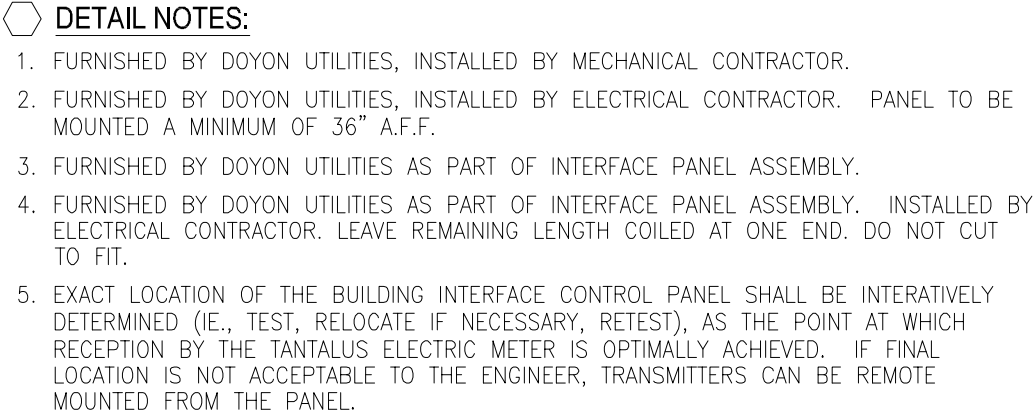 DETAIL NOTES:
1. FURNISHED BY DOYON UTILITIES, INSTALLED BY MECHANICAL CONTRACTOR.
2. FURNISHED BY DOYON UTILITIES, INSTALLED BY ELECTRICAL CONTRACTOR. PANEL TO BE
MOUNTED A MINIMUM OF 36" A.F.F.
3. FURNISHED BY DOYON UTILITIES AS PART OF INTERFACE PANEL ASSEMBLY.
4. FURNISHED BY DOYON UTILITIES AS PART OF INTERFACE PANEL ASSEMBLY. INSTALLED BY
ELECTRICAL CONTRACTOR. LEAVE REMAINING LENGTH COILED AT ONE END. DO NOT CUT
TO FIT.
5. EXACT LOCATION OF THE BUILDING INTERFACE CONTROL PANEL SHALL BE INTERATIVELY
DETERMINED (IE., TEST, RELOCATE IF NECESSARY, RETEST), AS THE POINT AT WHICH
RECEPTION BY THE TANTALUS ELECTRIC METER IS OPTIMALLY ACHIEVED. IF FINAL
LOCATION IS NOT ACCEPTABLE TO THE ENGINEER, TRANSMITTERS CAN BE REMOTE
MOUNTED FROM THE PANEL.